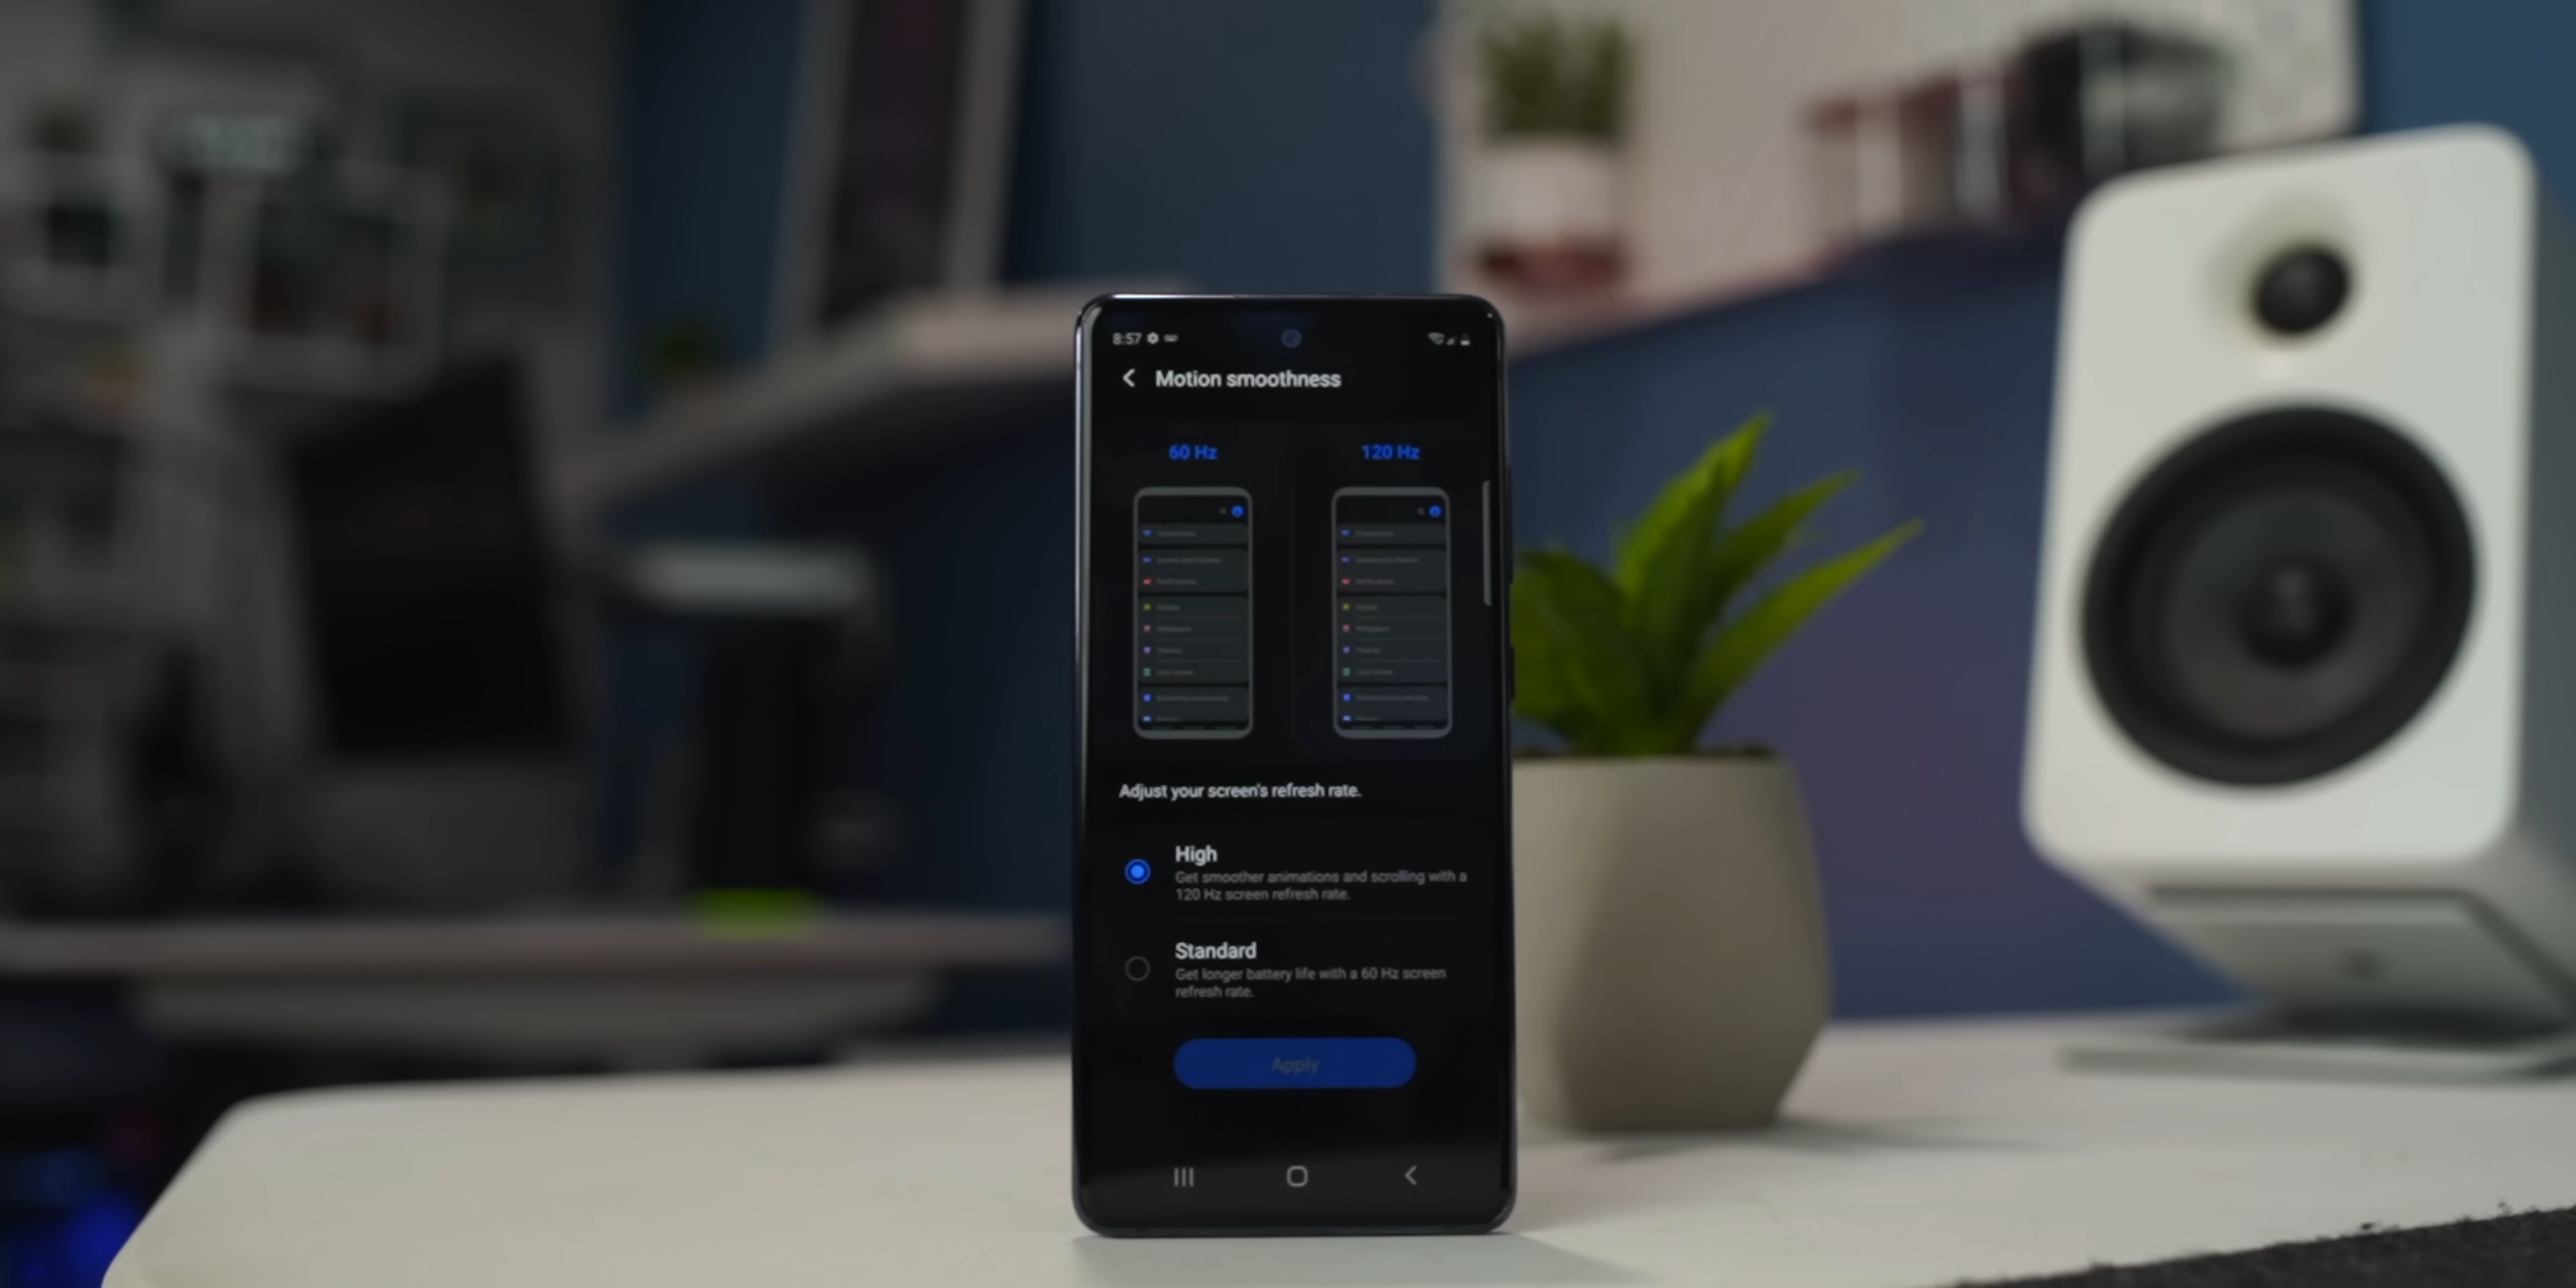 8:57
Motion smoothness
60 Hz
120 Hz
Adjust your screen's refresh rate.
High
Get smoother animations and scrolling with a
120 Hz screen refresh rate.
Standard
Get longer battery life with a 60 Hz screen
refresh rate.
Apply